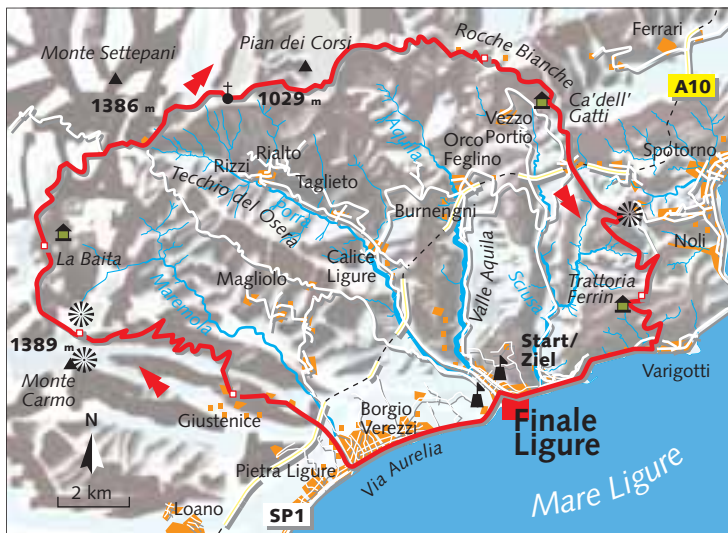 Monte Settepani
Pian dei Corsi
Rocche Bianche
Ferrari
A10
1386 m
1029 m
Ca'dell'
Gatti
Vezzo
Portio
Aquila
Orco
Feglino
Spotorno
Rialto
Rizzi
Taglieto
Tecchio del Osera
Porra
Burnengni
Noli
La Baita
Calice
Ligure
Magliolo
Maremola
Valle Aquila
Sclusa
Trattoria
Ferrin
Start/
Ziel
1389 m
Monte
Carmo
Varigotti
N
Giustenice
Borgio
Verezzi
Finale
Ligure
Pietra Ligure
Via Aurelia
2 km
Loano
SP1
Mare Ligure